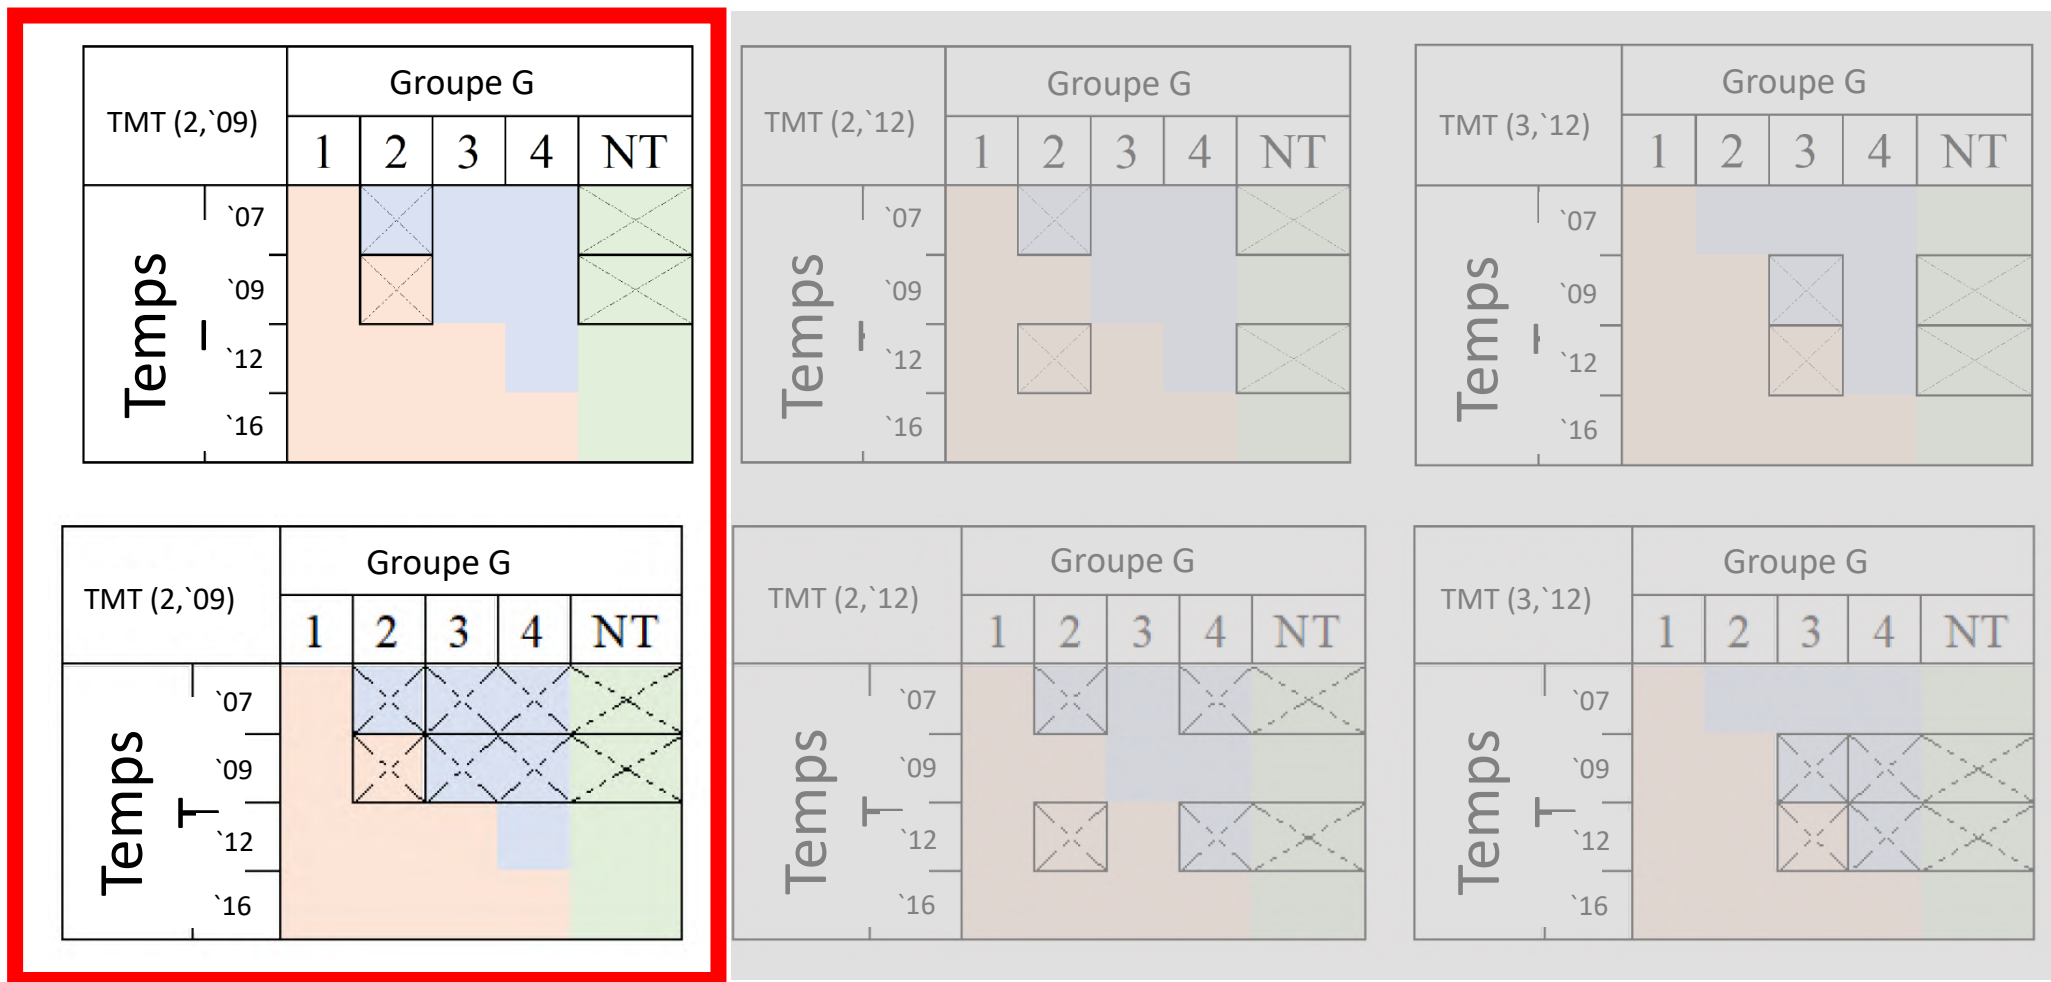 Groupe G
TMT (2,`09)
1 2 3 4 NT
Temps
`07
`09
`12
`16
Groupe G
TMT (2,`12)
1 2 3 4 NT
Temps
`07
`09
`12
`16
Groupe G
TMT (3,`12)
1 2 3 4 NT
Temps
`07
`09
`12
`16
Groupe G
TMT (2,`09)
1 2 3 4 NT
Temps T
`07
`09
`12
`16
Groupe G
TMT (2,`12)
1 2 3 4 NT
Temps T
`07
`09
`12
`16
Groupe G
TMT (3,`12)
1 2 3 4 NT
Temps T
`07
`09
`12
`16